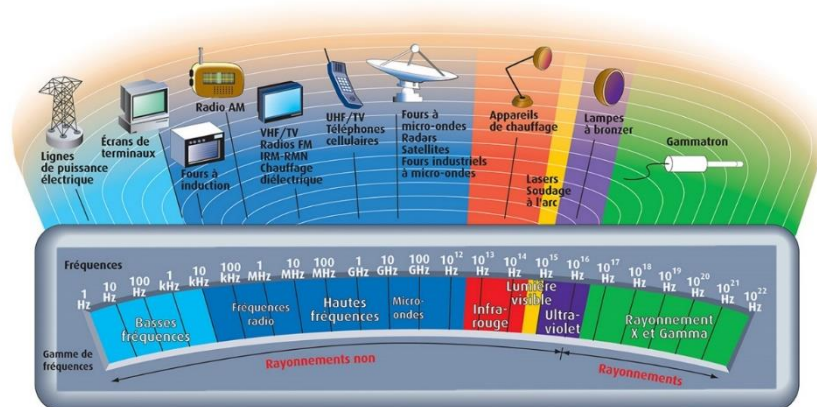 Lignes
de puissance
électrique
Écrans de
terminaux
Radio AM
Fours à
induction
VHF/TV
Radios FM
IRM-RMN
Chauffage
diélectrique
UHF/TV
Téléphones
cellulaires
Fours à
micro-ondes
Radars
Satellites
Fours industriels
à micro-ondes
Appareils
de chauffage
Lasers
Soudage
à l'arc
Lampes
à bronzer
Gammatron
Fréquences
1
Hz
10
Hz
100
Hz
1
kHz
10
kHz
100
kHz
1
MHz
10
MHz
100
MHz
1
GHz
10
GHz
100
GHz
10¹²
Hz
10¹³
Hz
10¹⁴
Hz
10¹⁵
Hz
10¹⁶
Hz
10¹⁷
Hz
10¹⁸
Hz
10¹⁹
Hz
10²⁰
Hz
10²¹
Hz
10²²
Hz
Gamme de
fréquences
Basses
fréquences
Fréquences
radio
Hautes
fréquences
Micro-
ondes
Infra-
rouge
Lumière
visible
Ultra-
violet
Rayonnement
X et Gamma
Rayonnements non
Rayonnements